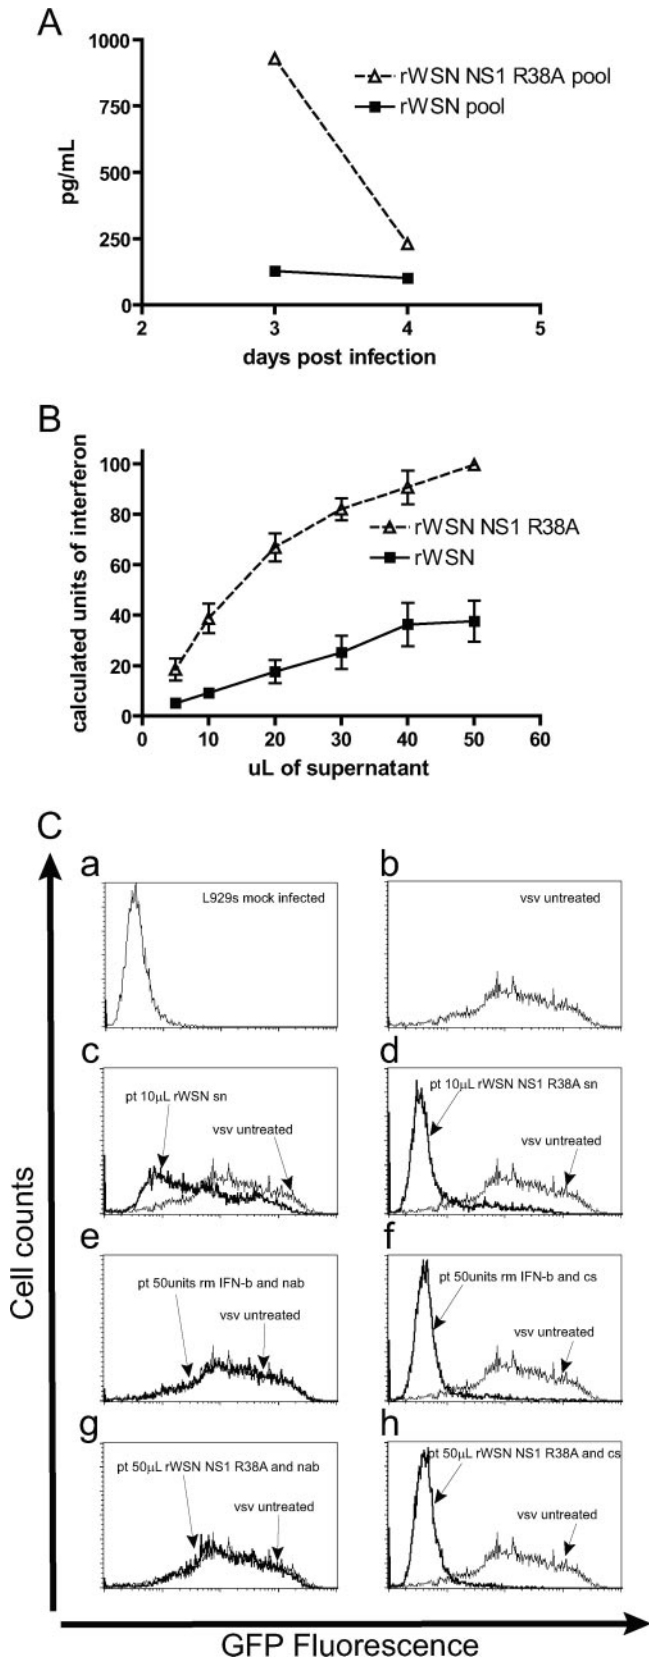 A
1000
750
500
250
0
pg/mL
2 3 4 5
days post infection
rWSN NS1 R38A pool
rWSN pool
B
100
80
60
40
20
0
calculated units of interferon
0 10 20 30 40 50 60
uL of supernatant
rWSN NS1 R38A
rWSN
C
a
L929s mock infected
b
vsv untreated
c
pt 10µL rWSN sn
vsv untreated
d
pt 10µL rWSN NS1 R38A sn
vsv untreated
e
pt 50units rm IFN-b and nab
vsv untreated
f
pt 50units rm IFN-b and cs
vsv untreated
g
pt 50µL rWSN NS1 R38A and nab
vsv untreated
h
pt 50µL rWSN NS1 R38A and cs
vsv untreated
Cell counts
GFP Fluorescence